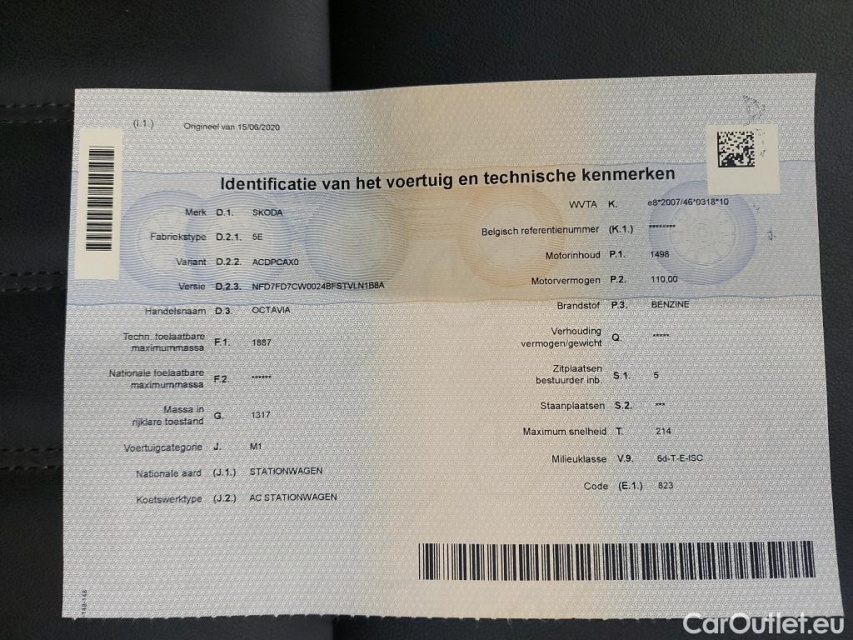 (I.1.) Origineel van 15/06/2020
Identificatie van het voertuig en technische kenmerken
Merk D.1. SKODA
Fabriekstype D.2.1. 5E
Variant D.2.2. ACDPCAX0
Versie D.2.3. NFD7FD7CW0024BFSTVLN1B8A
Handelsnaam D.3. OCTAVIA
Techn. toelaatbare
maximummassa F.1. 1887
Nationale toelaatbare
maximummassa F.2. ******
Massa in
rijklare toestand G. 1317
Voertuigcategorie J. M1
Nationale aard (J.1.) STATIONWAGEN
Koetswerktype (J.2.) AC STATIONWAGEN
WVTA K. e8*2007/46*0318*10
Belgisch referentienummer (K.1.) ********
Motorinhoud P.1. 1498
Motorvermogen P.2. 110,00
Brandstof P.3. BENZINE
Verhouding
vermogen/gewicht Q. *****
Zitplaatsen
bestuurder inb. S.1. 5
Staanplaatsen S.2. ***
Maximum snelheid T. 214
Milieuklasse V.9. 6d-T-E-ISC
Code (E.1.) 823
CarOutlet.eu